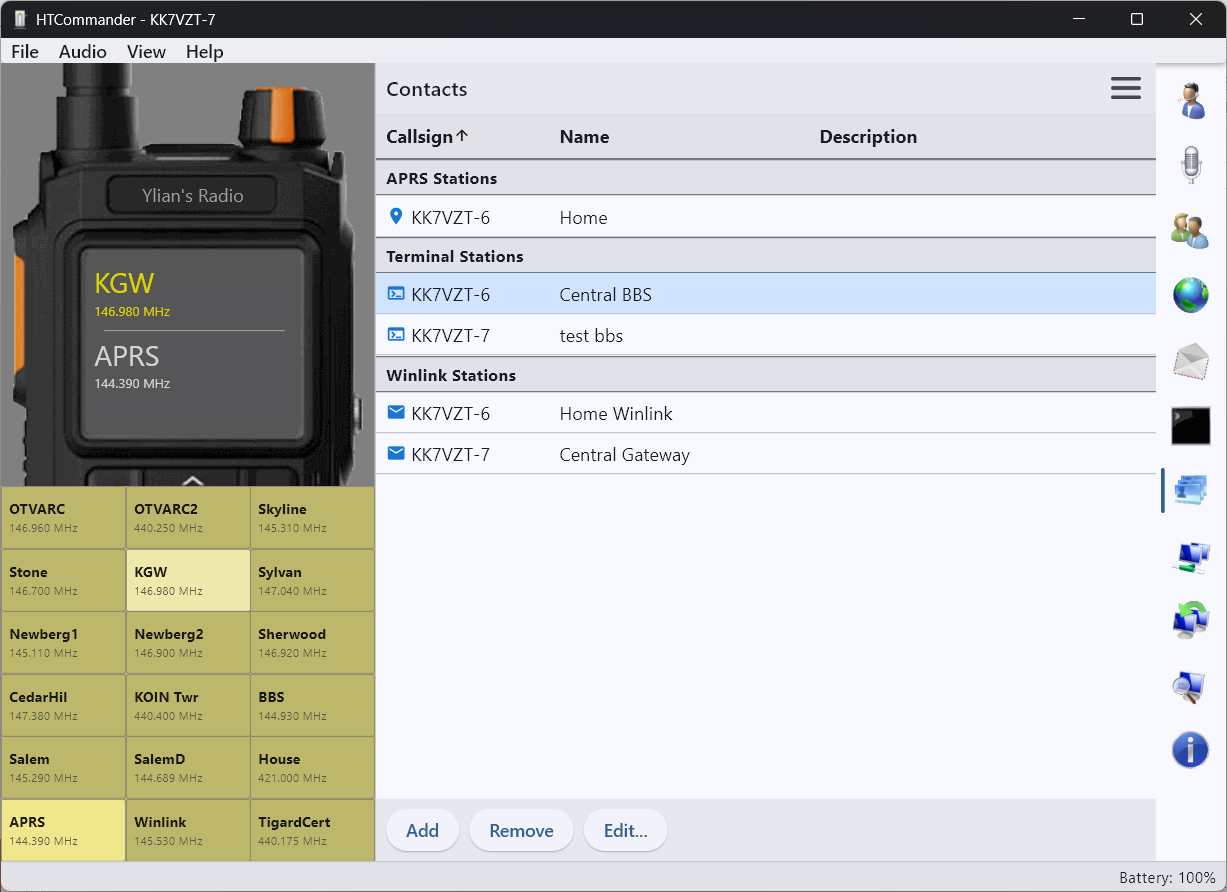 HTCommander - KK7VZT-7
File Audio View Help
Ylian's Radio
KGW
146.980 MHz
APRS
144.390 MHz
OTVARC OTVARC2 Skyline
146.960 MHz 440.250 MHz 145.310 MHz
Stone KGW Sylvan
146.700 MHz 146.980 MHz 147.040 MHz
Newberg1 Newberg2 Sherwood
145.110 MHz 146.900 MHz 146.920 MHz
CedarHil KOIN Twr BBS
147.380 MHz 440.400 MHz 144.930 MHz
Salem SalemD House
145.290 MHz 144.689 MHz 421.000 MHz
APRS Winlink TigardCert
144.390 MHz 145.530 MHz 440.175 MHz
Contacts
Callsign↑ Name Description
APRS Stations
KK7VZT-6 Home
Terminal Stations
KK7VZT-6 Central BBS
KK7VZT-7 test bbs
Winlink Stations
KK7VZT-6 Home Winlink
KK7VZT-7 Central Gateway
Add Remove Edit...
Battery: 100%